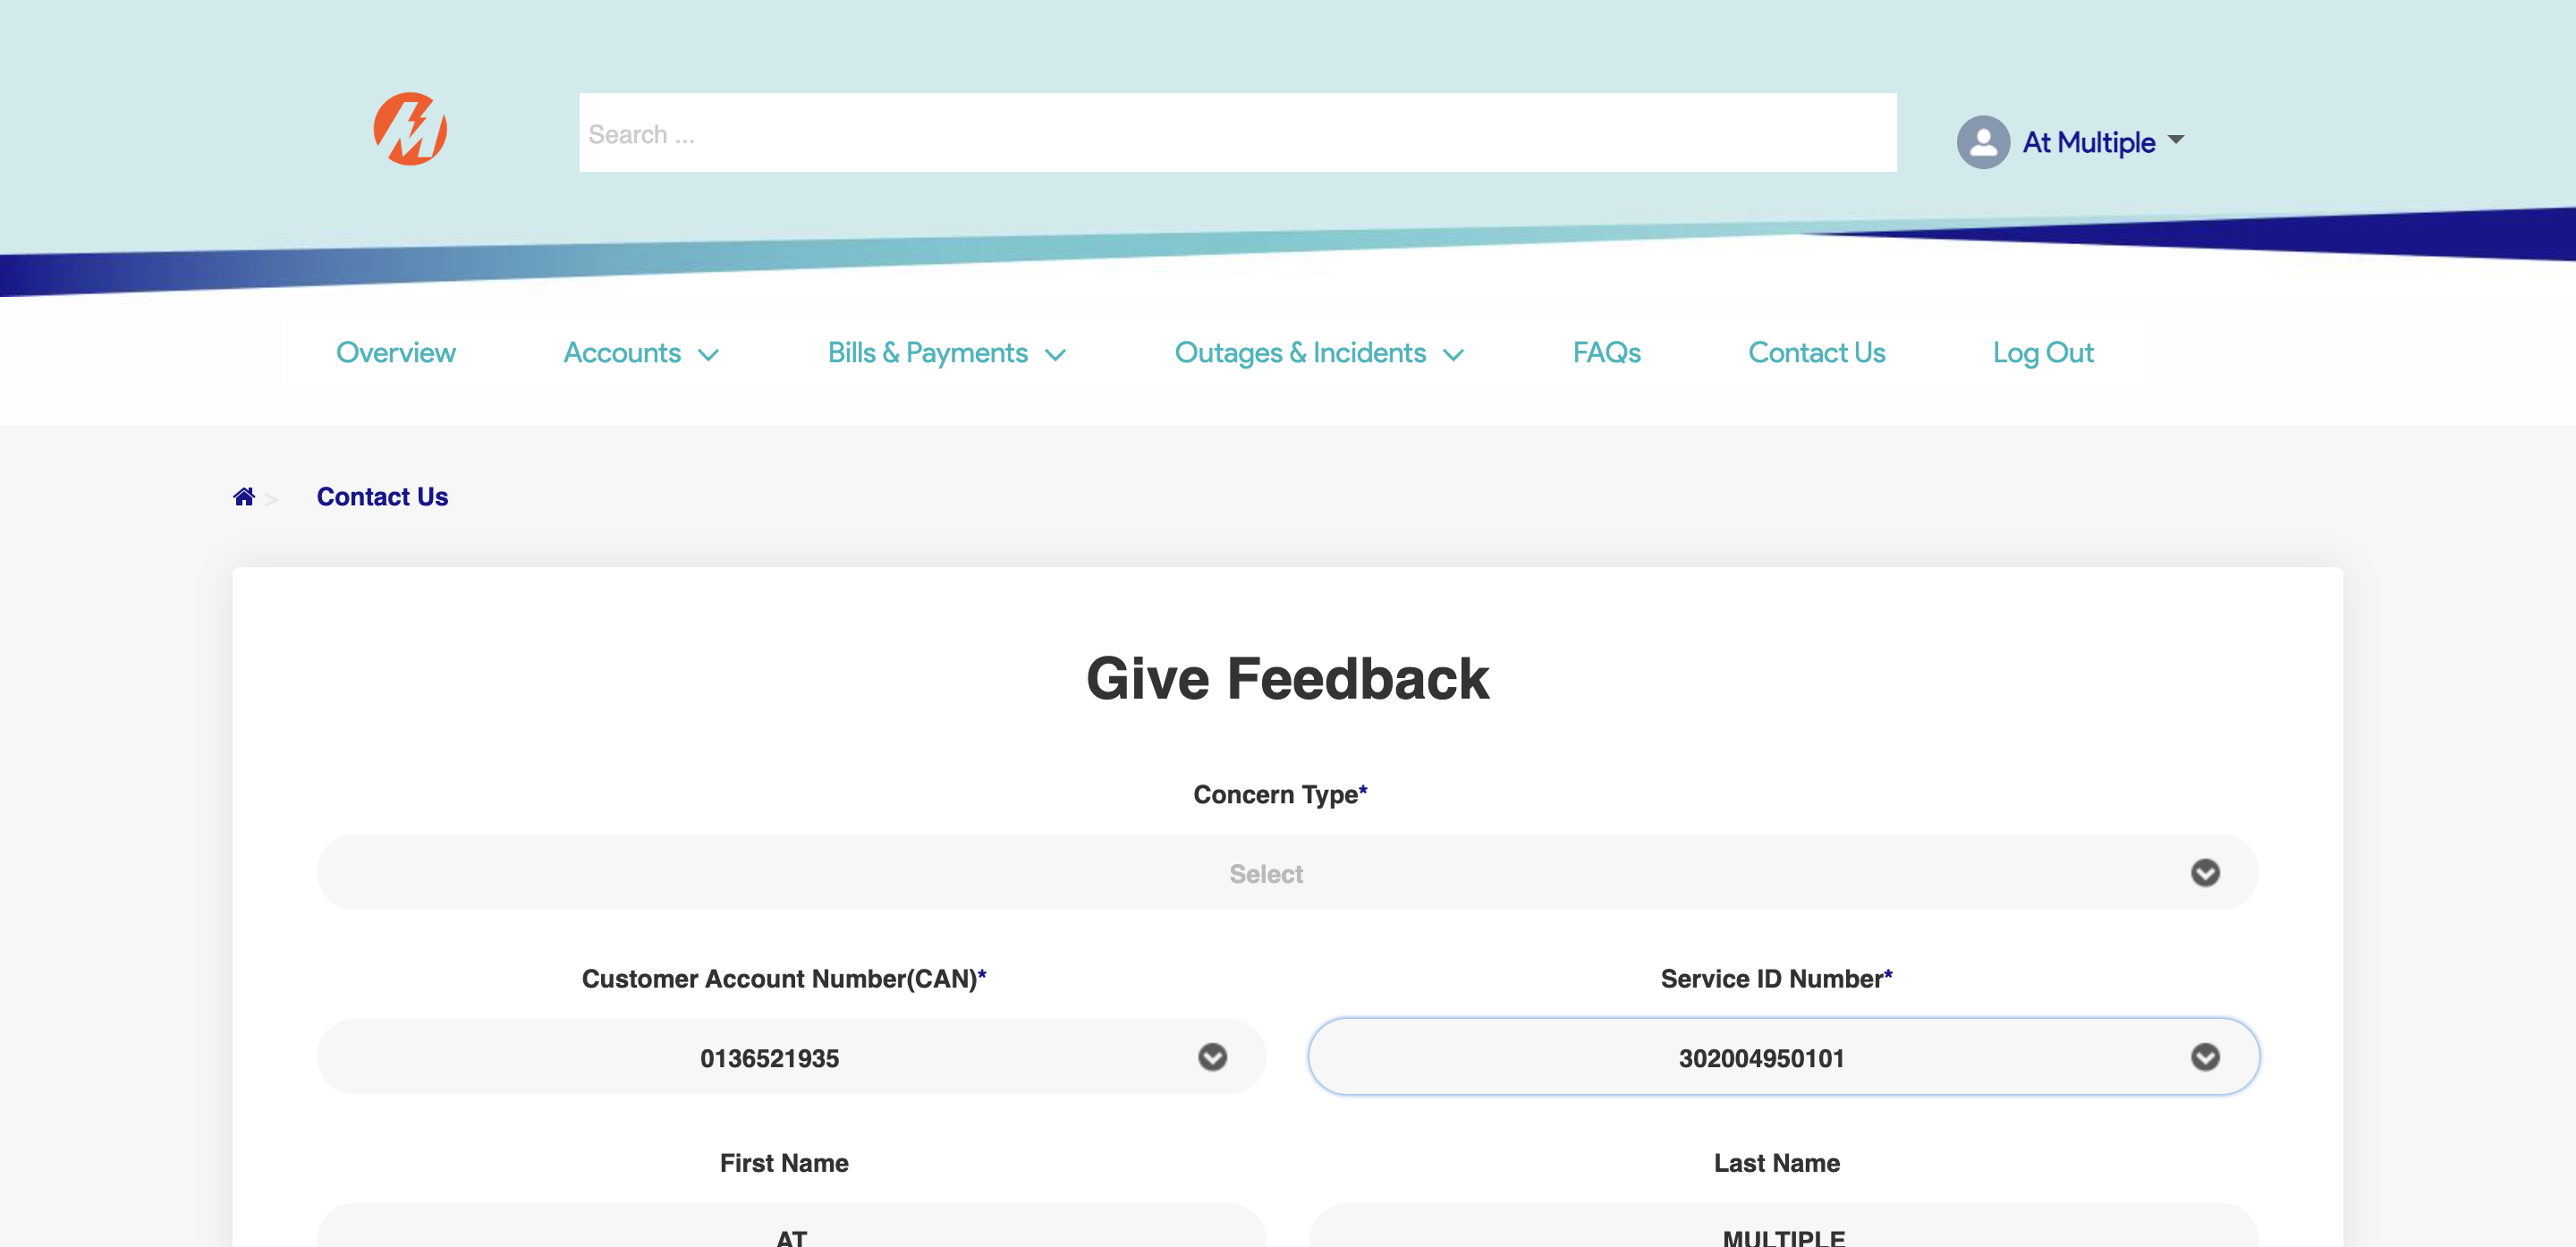 Search ...
At Multiple
Overview Accounts Bills & Payments Outages & Incidents FAQs Contact Us Log Out
> Contact Us
Give Feedback
Concern Type*
Select
Customer Account Number(CAN)* Service ID Number*
0136521935 302004950101
First Name Last Name
AT MULTIPLE